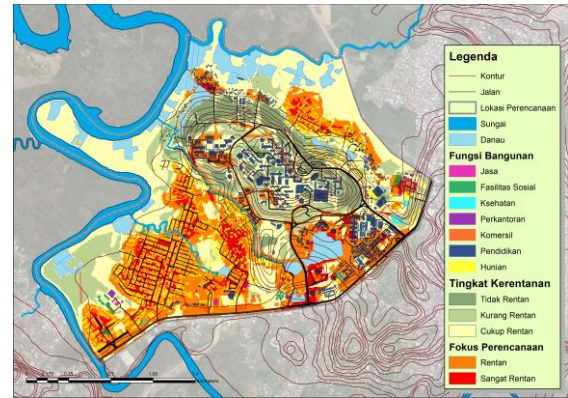 Legenda
Kontur
Jalan
Lokasi Perencanaan
Sungai
Danau
Fungsi Bangunan
Jasa
Fasilitas Sosial
Ksehatan
Perkantoran
Komersil
Pendidikan
Hunian
Tingkat Kerentanan
Tidak Rentan
Kurang Rentan
Cukup Rentan
Fokus Perencanaan
Rentan
Sangat Rentan